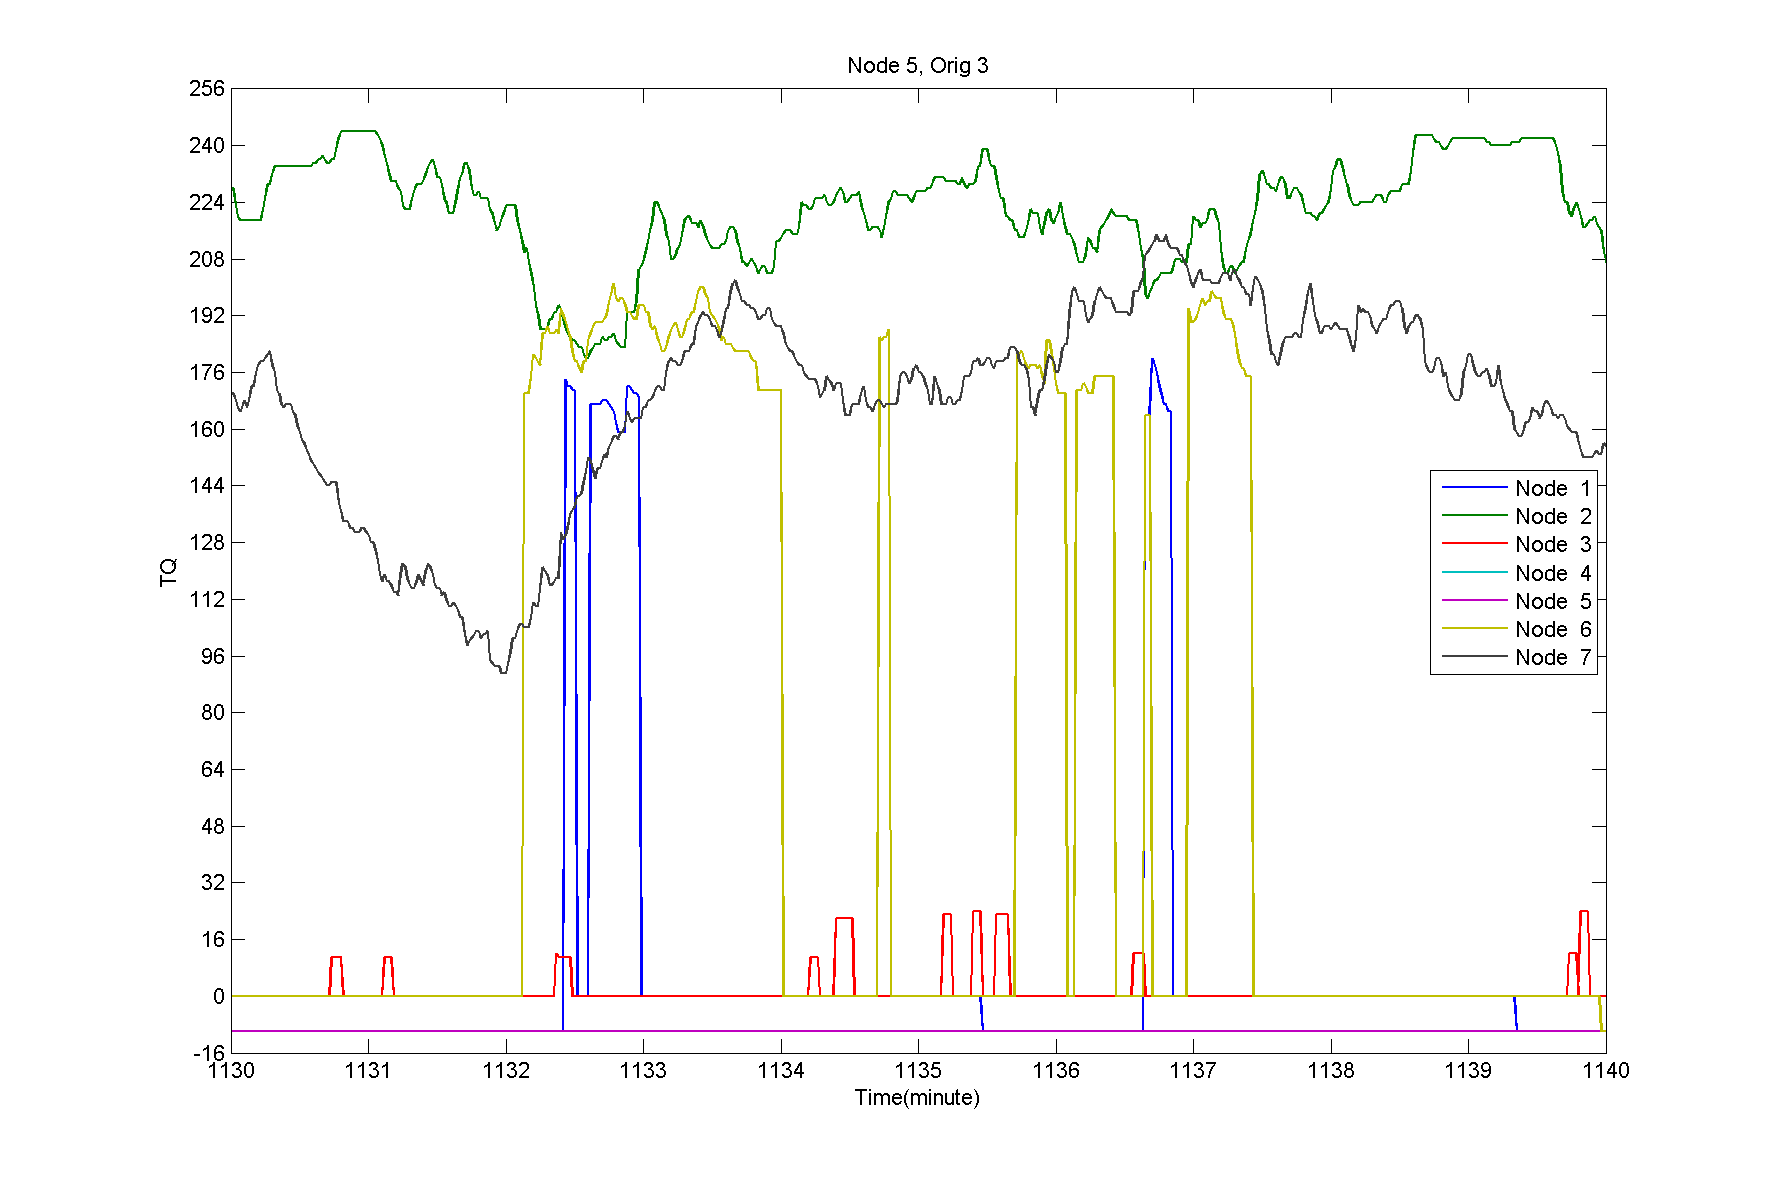 Node 5, Orig 3
256
240
224
208
192
176
160
144
128
112
96
80
64
48
32
16
0
-16
TQ
Node 1
Node 2
Node 3
Node 4
Node 5
Node 6
Node 7
1130 1131 1132 1133 1134 1135 1136 1137 1138 1139 1140
Time(minute)